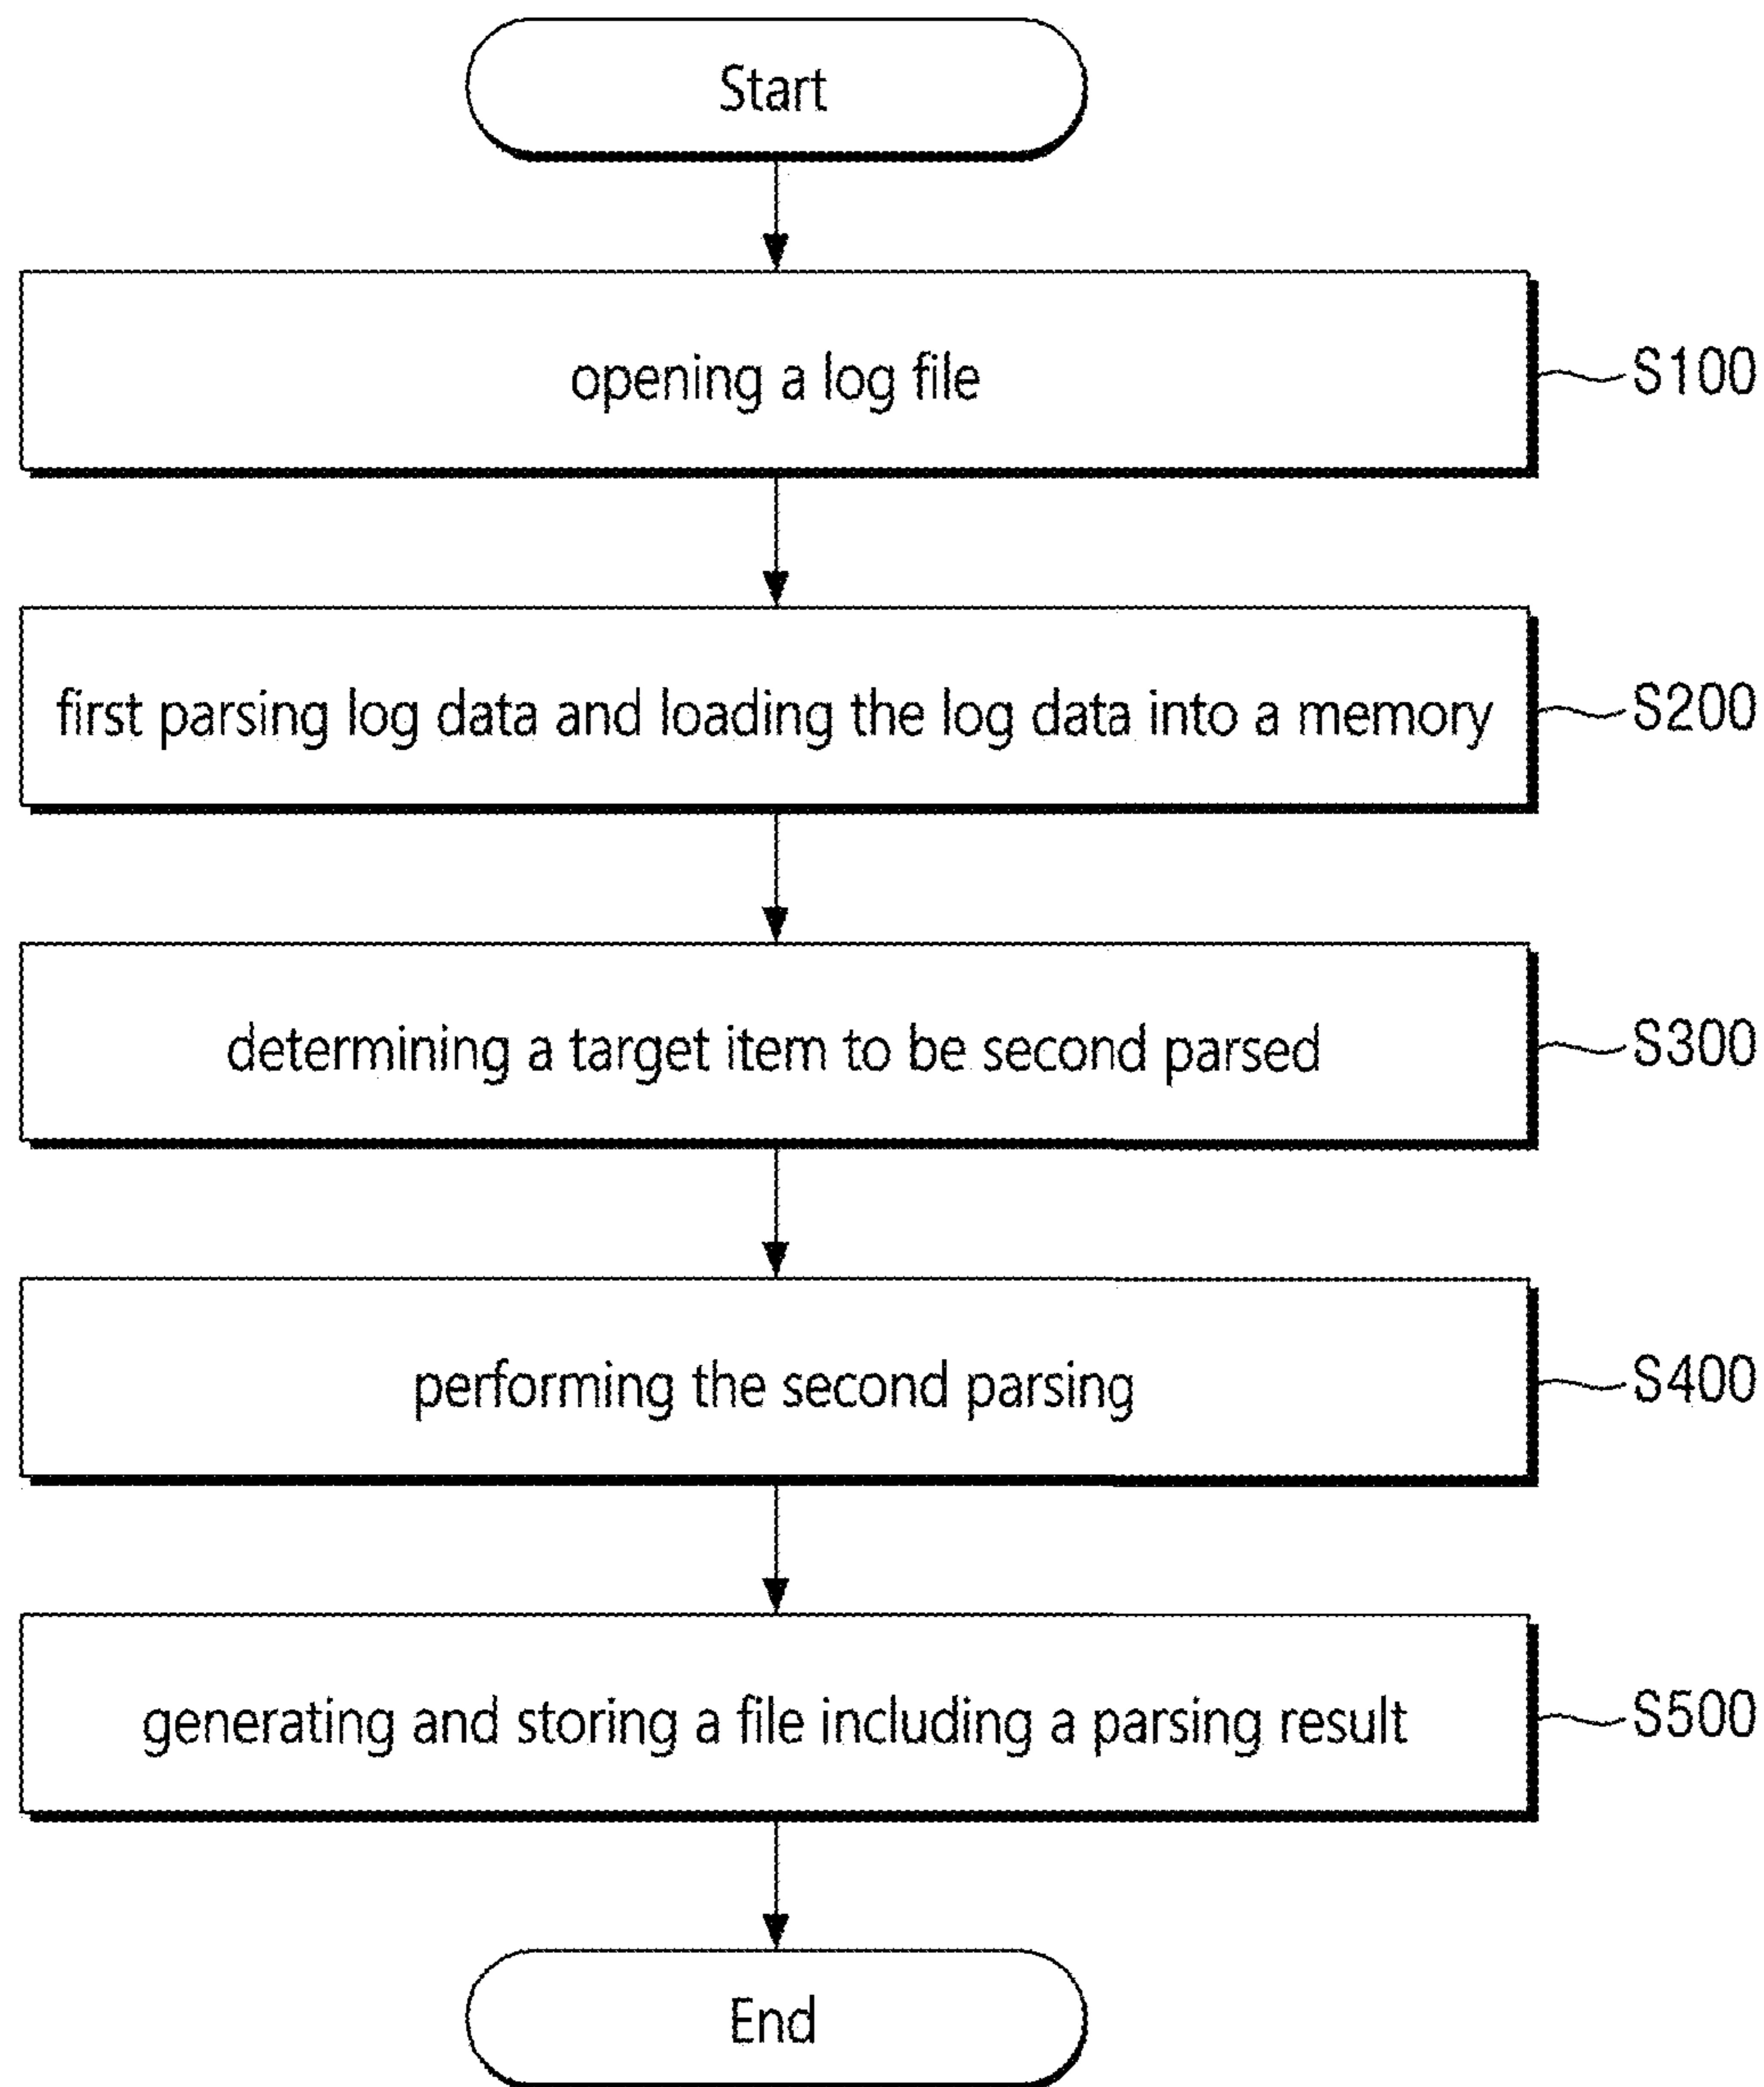 Start
opening a log file
S100
first parsing log data and loading the log data into a memory
S200
determining a target item to be second parsed
S300
performing the second parsing
S400
generating and storing a file including a parsing result
S500
End